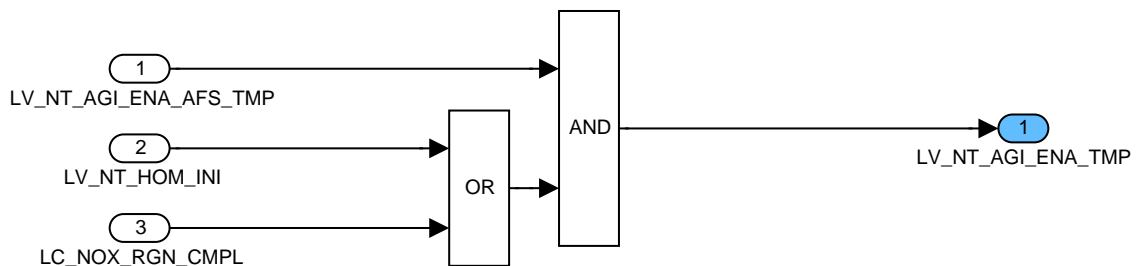 1
LV_NT_AGI_ENA_AFS_TMP
2
LV_NT_HOM_INI
3
LC_NOX_RGN_CMPL
OR
AND
1
LV_NT_AGI_ENA_TMP